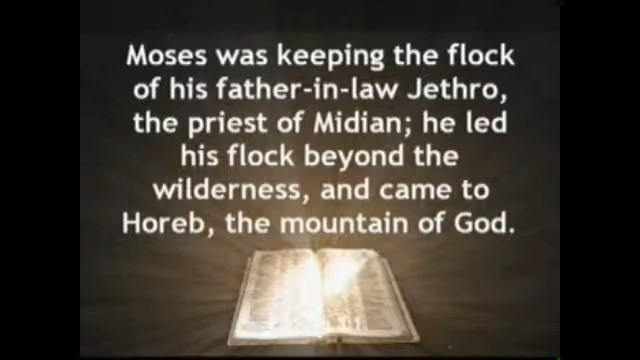 Moses was keeping the flock
of his father-in-law Jethro,
the priest of Midian; he led
his flock beyond the
wilderness, and came to
Horeb, the mountain of God.